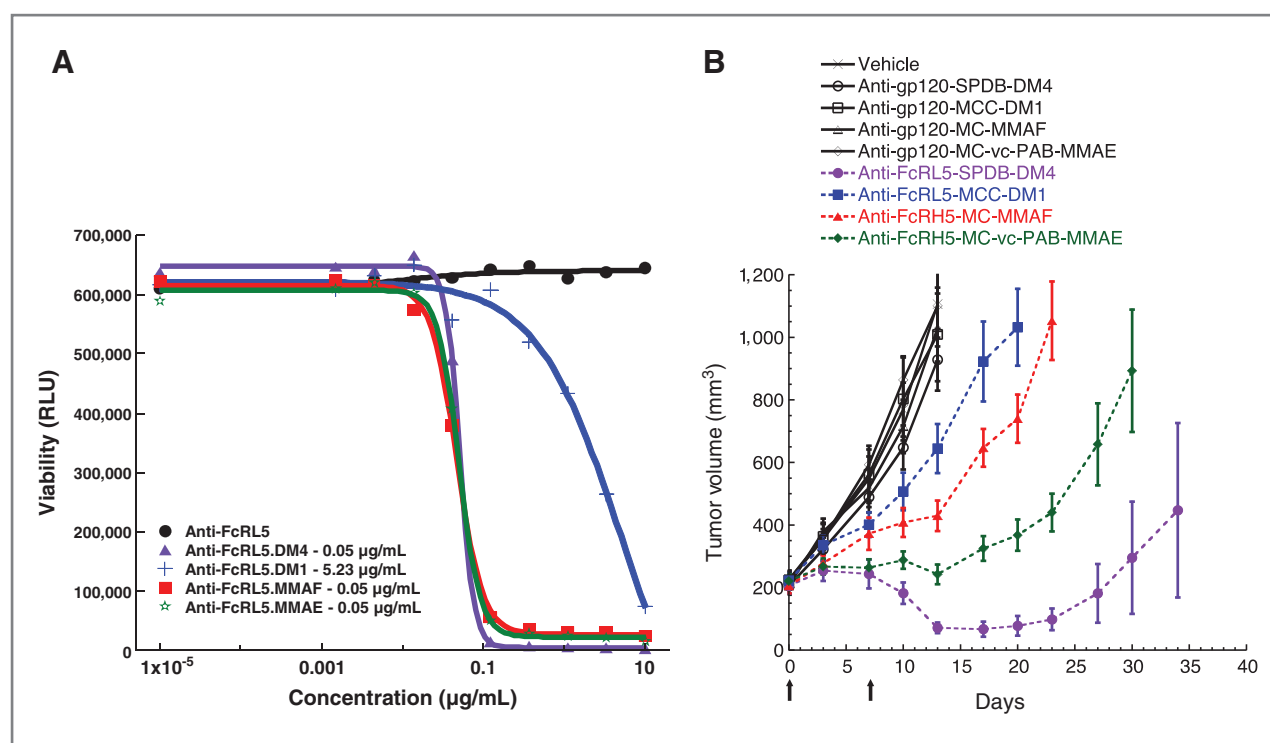 A
700,000
600,000
500,000
400,000
300,000
200,000
100,000
0
Viability (RLU)
Anti-FcRL5
Anti-FcRL5.DM4 - 0.05 µg/mL
Anti-FcRL5.DM1 - 5.23 µg/mL
Anti-FcRL5.MMAF - 0.05 µg/mL
Anti-FcRL5.MMAE - 0.05 µg/mL
1x10⁻⁵ 0.001 0.1 10
Concentration (µg/mL)
B
Vehicle
Anti-gp120-SPDB-DM4
Anti-gp120-MCC-DM1
Anti-gp120-MC-MMAF
Anti-gp120-MC-vc-PAB-MMAE
Anti-FcRL5-SPDB-DM4
Anti-FcRL5-MCC-DM1
Anti-FcRH5-MC-MMAF
Anti-FcRH5-MC-vc-PAB-MMAE
1,200
1,000
800
600
400
200
0
Tumor volume (mm³)
0 5 10 15 20 25 30 35 40
Days